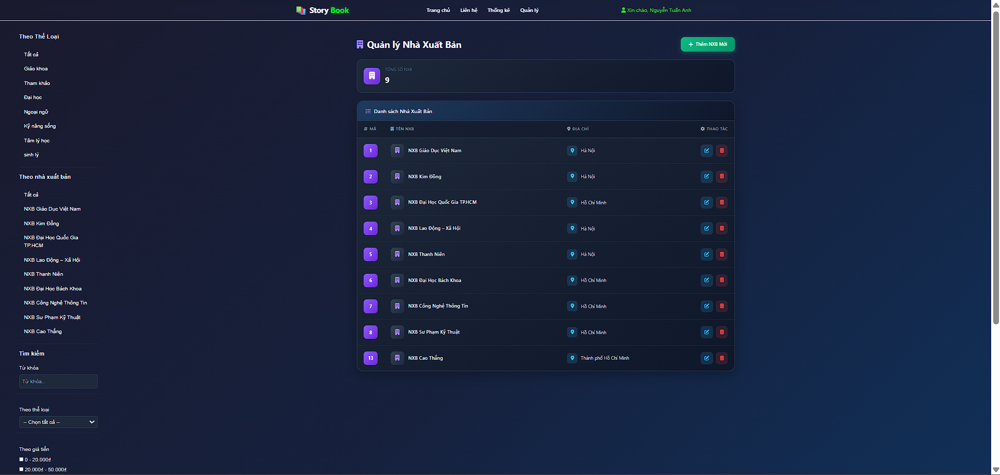 Story Book
Trang chủ
Liên hệ
Thống kê
Quản lý
Xin chào, Nguyễn Tuấn Anh
Theo Thể Loại
Tất cả
Giáo khoa
Tham khảo
Đại học
Ngoại ngữ
Kỹ năng sống
Tâm lý học
sinh lý
Theo nhà xuất bản
Tất cả
NXB Giáo Dục Việt Nam
NXB Kim Đồng
NXB Đại Học Quốc Gia
TP.HCM
NXB Lao Động – Xã Hội
NXB Thanh Niên
NXB Đại Học Bách Khoa
NXB Công Nghệ Thông Tin
NXB Sư Phạm Kỹ Thuật
NXB Cao Thắng
Tìm kiếm
Từ khóa
Từ khóa...
Theo thể loại
-- Chọn tất cả --
Theo giá tiền
0 - 20.000₫
20.000₫ - 50.000₫
Quản lý Nhà Xuất Bản
+ Thêm NXB Mới
TỔNG SỐ NXB
9
Danh sách Nhà Xuất Bản
# MÃ TÊN NXB ĐỊA CHỈ THAO TÁC
1 NXB Giáo Dục Việt Nam Hà Nội
2 NXB Kim Đồng Hà Nội
3 NXB Đại Học Quốc Gia TP.HCM Hồ Chí Minh
4 NXB Lao Động – Xã Hội Hà Nội
5 NXB Thanh Niên Hà Nội
6 NXB Đại Học Bách Khoa Hồ Chí Minh
7 NXB Công Nghệ Thông Tin Hồ Chí Minh
8 NXB Sư Phạm Kỹ Thuật Hồ Chí Minh
13 NXB Cao Thắng Thành phố Hồ Chí Minh